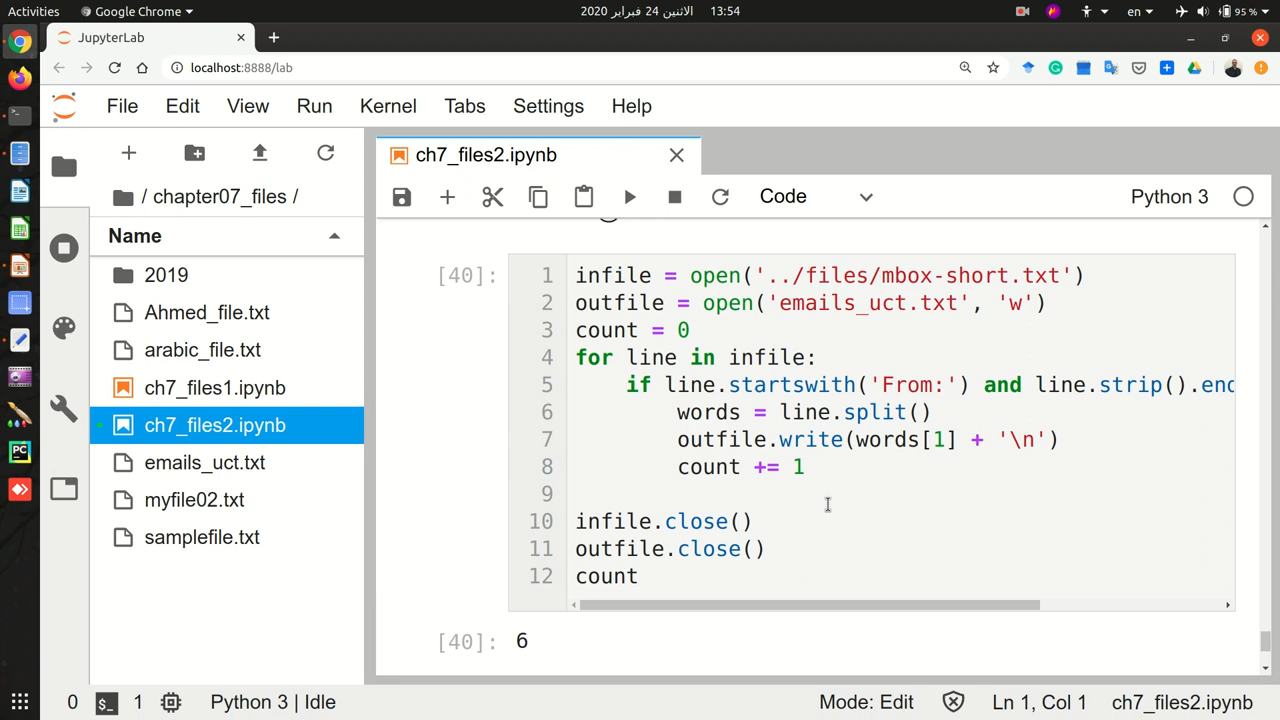 Activities Google Chrome الاثنين 24 فبراير 2020 13:54 en 95 %
JupyterLab
localhost:8888/lab
File Edit View Run Kernel Tabs Settings Help
ch7_files2.ipynb
/ chapter07_files /
Code Python 3
Name
2019
Ahmed_file.txt
arabic_file.txt
ch7_files1.ipynb
ch7_files2.ipynb
emails_uct.txt
myfile02.txt
samplefile.txt
[40]:
1 infile = open('../files/mbox-short.txt')
2 outfile = open('emails_uct.txt', 'w')
3 count = 0
4 for line in infile:
5 if line.startswith('From:') and line.strip().enc
6 words = line.split()
7 outfile.write(words[1] + '\n')
8 count += 1
9
10 infile.close()
11 outfile.close()
12 count
[40]: 6
0 $_ 1 Python 3 | Idle Mode: Edit Ln 1, Col 1 ch7_files2.ipynb
PC